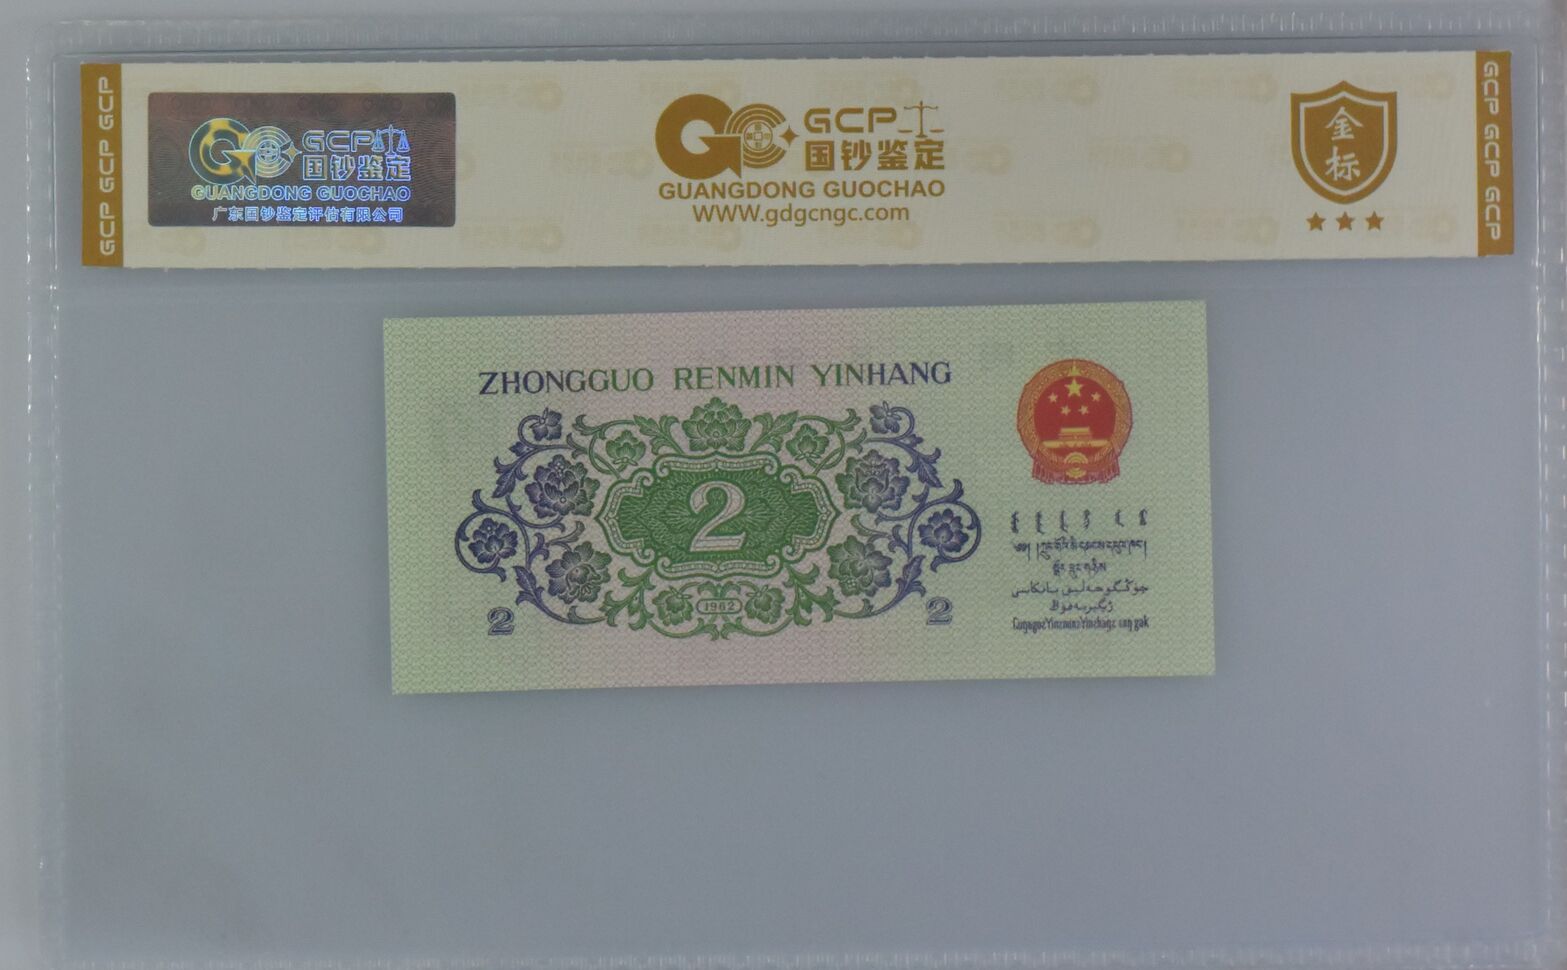 GCP GCP GCP
GCP
国钞鉴定
GUANGDONG GUOCHAO
广东国钞鉴定评估有限公司
GCP
国钞鉴定
GUANGDONG GUOCHAO
WWW.gdgcngc.com
金
标
GCP GCP GCP
ZHONGGUO RENMIN YINHANG
2
1962
2
2